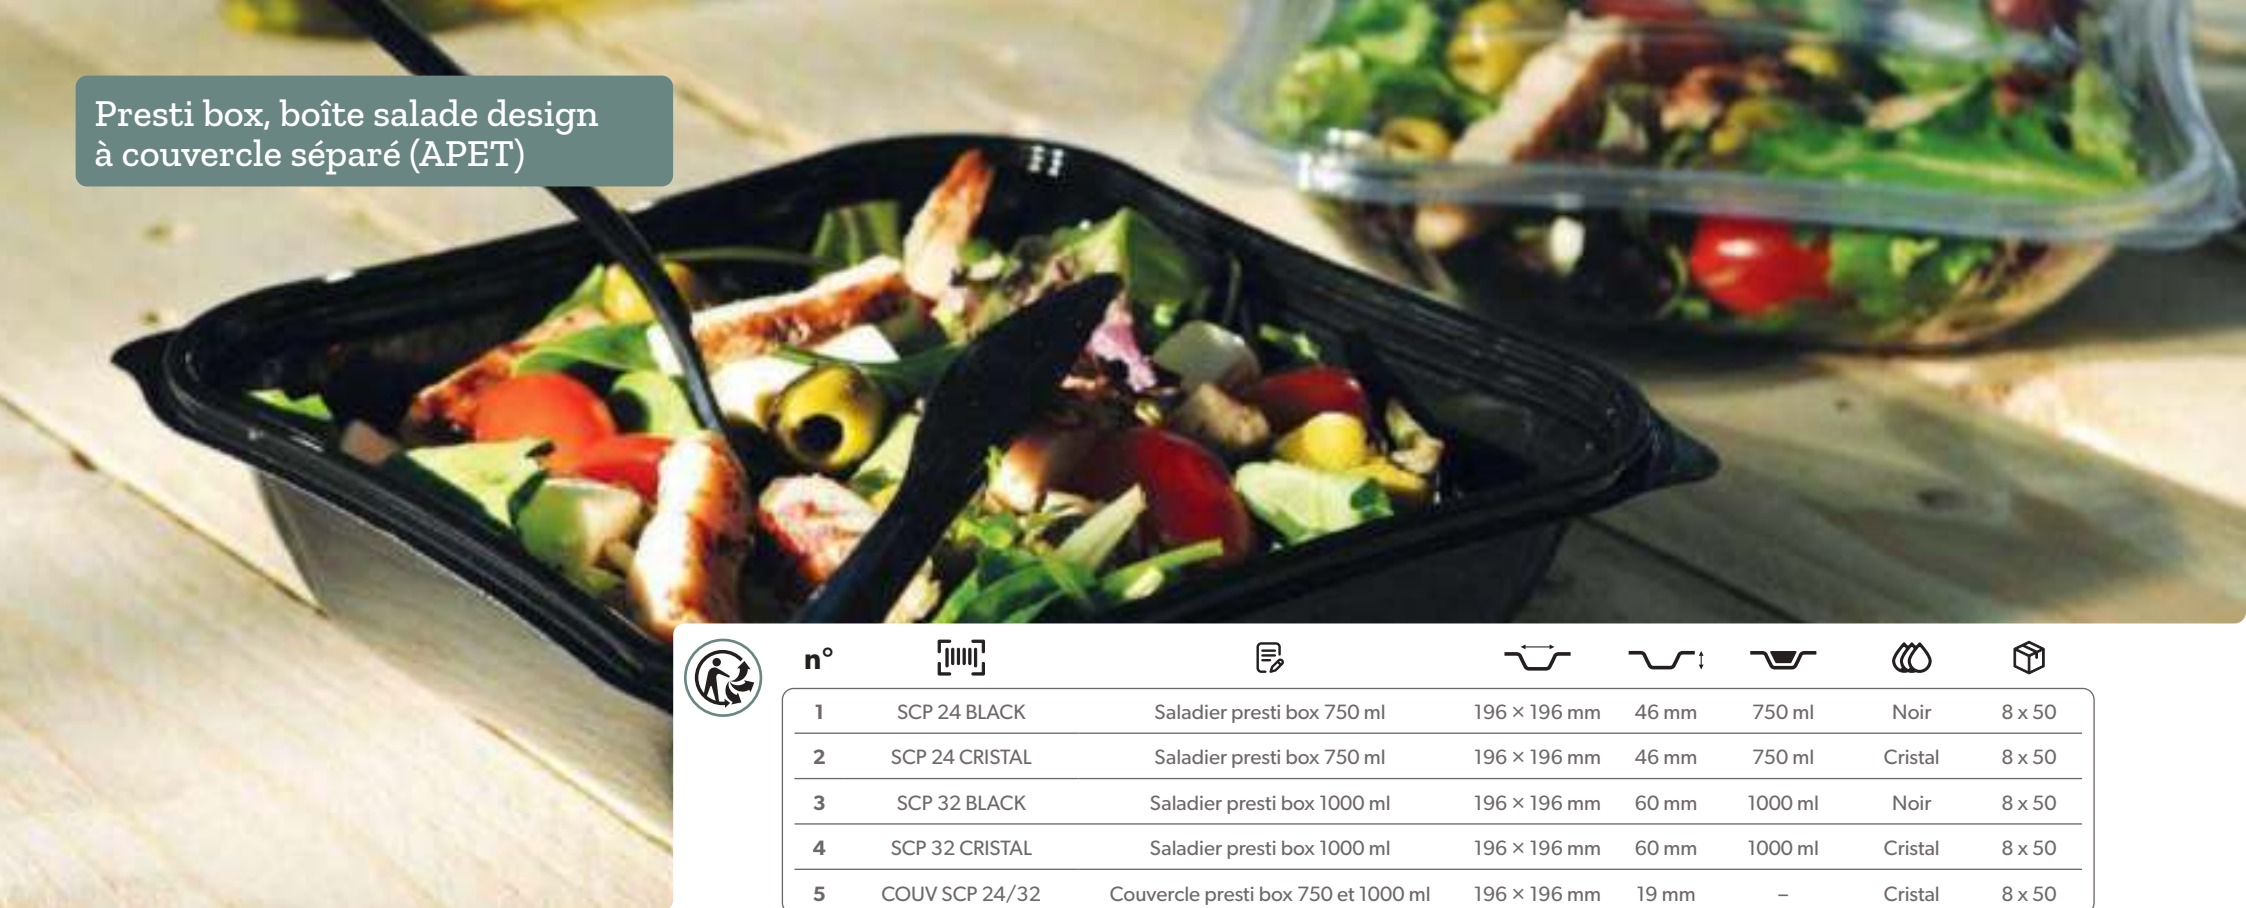 Presti box, boîte salade design
à couvercle séparé (APET)
n°
1 SCP 24 BLACK Saladier presti box 750 ml 196 × 196 mm 46 mm 750 ml Noir 8 x 50
2 SCP 24 CRISTAL Saladier presti box 750 ml 196 × 196 mm 46 mm 750 ml Cristal 8 x 50
3 SCP 32 BLACK Saladier presti box 1000 ml 196 × 196 mm 60 mm 1000 ml Noir 8 x 50
4 SCP 32 CRISTAL Saladier presti box 1000 ml 196 × 196 mm 60 mm 1000 ml Cristal 8 x 50
5 COUV SCP 24/32 Couvercle presti box 750 et 1000 ml 196 × 196 mm 19 mm – Cristal 8 x 50